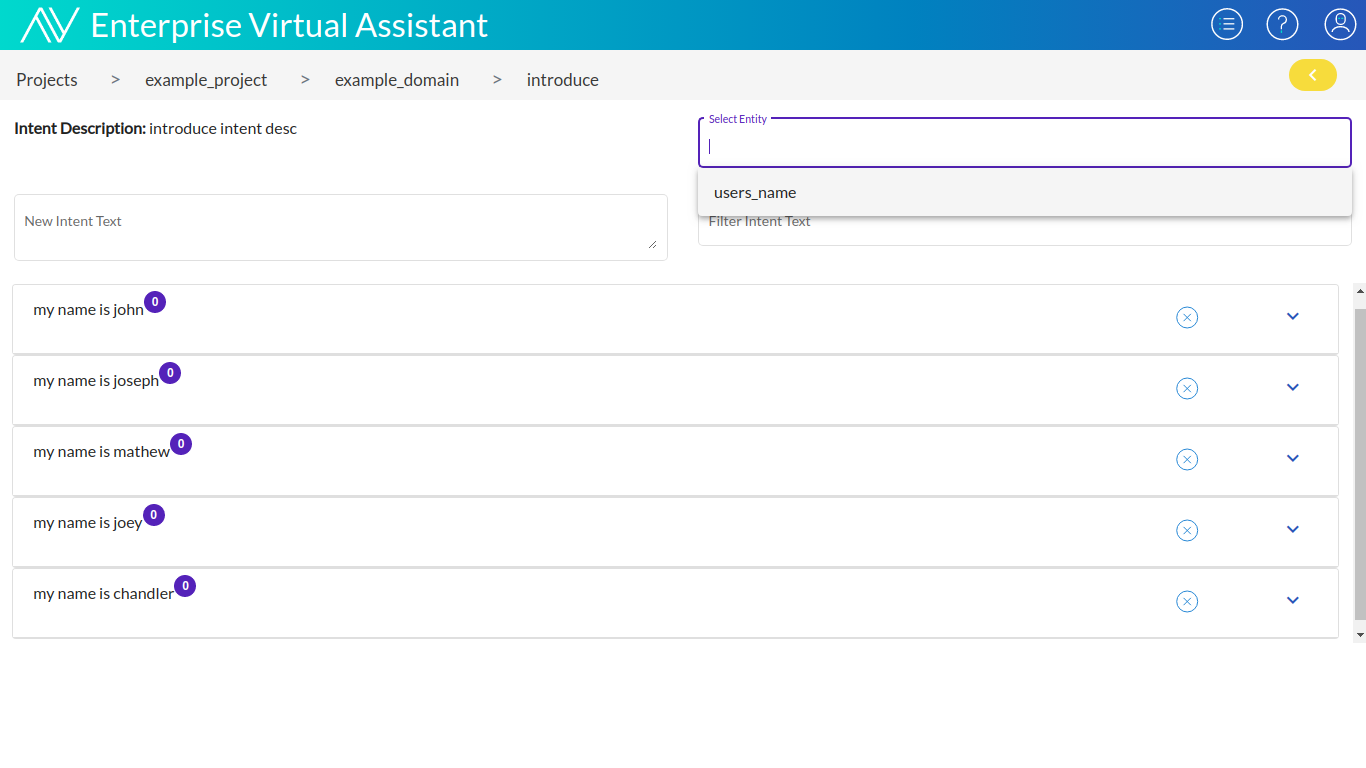 Enterprise Virtual Assistant
Projects > example_project > example_domain > introduce
Intent Description: introduce intent desc
Select Entity
users_name
New Intent Text
Filter Intent Text
my name is john 0
my name is joseph 0
my name is mathew 0
my name is joey 0
my name is chandler 0